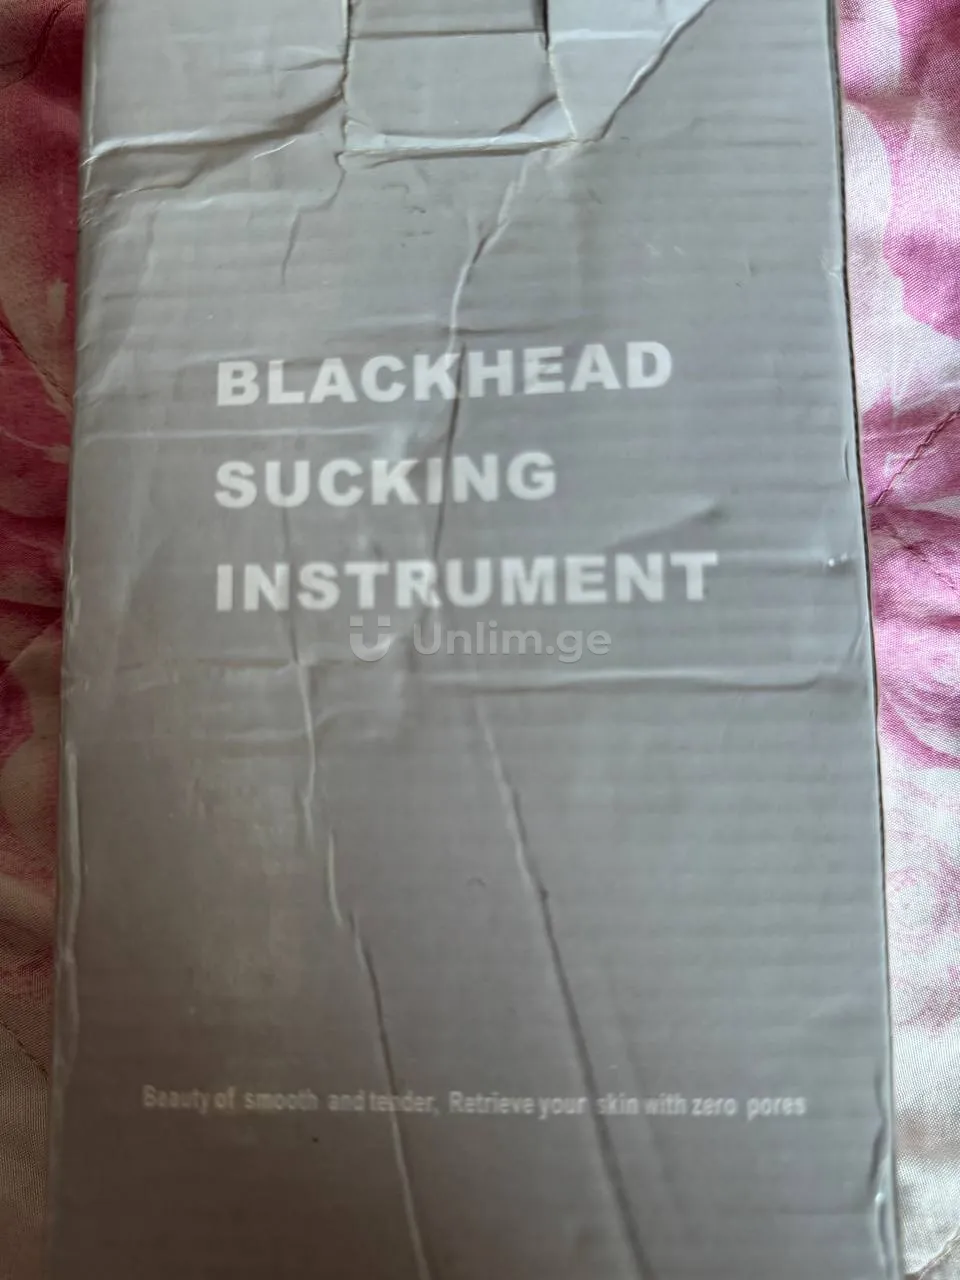 BLACKHEAD
SUCKING
INSTRUMENT
Unlim.ge
Beauty of smooth and tender, Retrieve your skin with zero pores